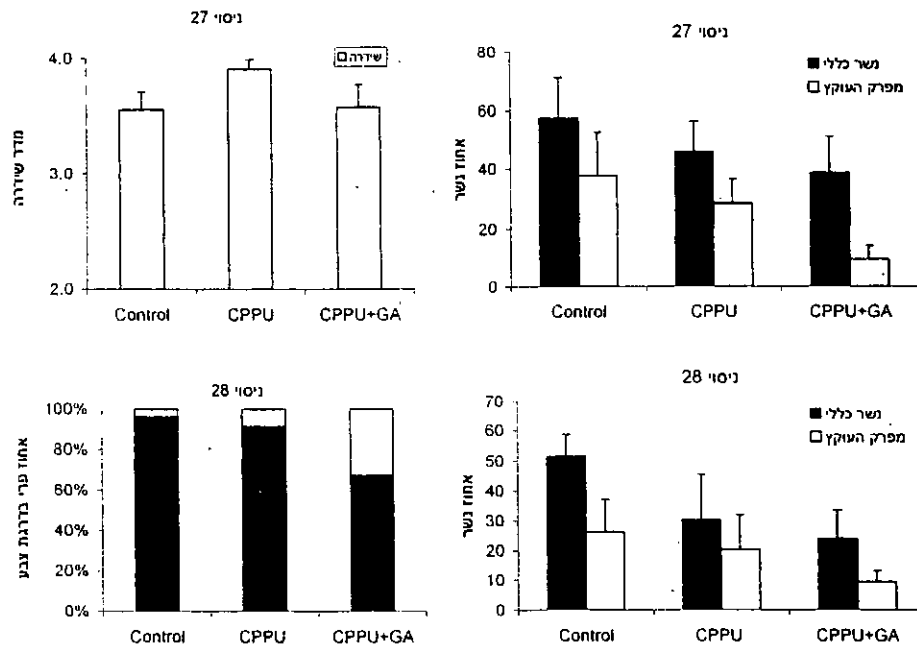 ניסוי 27
שידרה
מדר שידרה
4.0
3.0
2.0
Control CPPU CPPU+GA
ניסוי 27
נשר כללי
מפרק העוקץ
אחוז נשר
80
60
40
20
0
Control CPPU CPPU+GA
ניסוי 28
אחוז פרי בדרגת צבע
100%
80%
60%
40%
20%
0%
Control CPPU CPPU+GA
ניסוי 28
נשר כללי
מפרק העוקץ
אחוז נשר
70
60
50
40
30
20
10
0
Control CPPU CPPU+GA